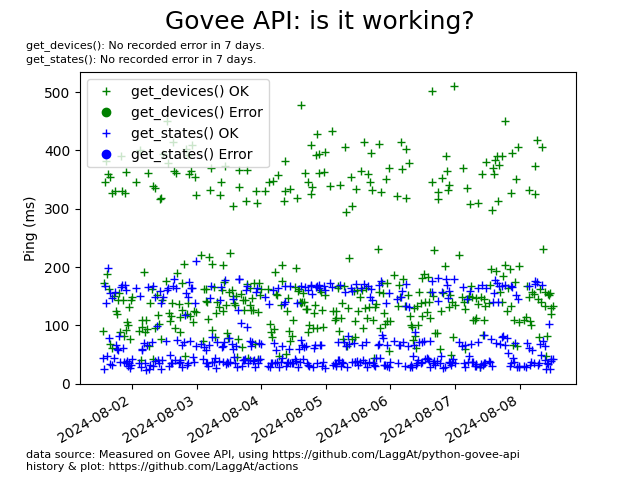 Govee API: is it working?
get_devices(): No recorded error in 7 days.
get_states(): No recorded error in 7 days.
get_devices() OK
get_devices() Error
get_states() OK
get_states() Error
Ping (ms)
500
400
300
200
100
0
2024-08-02
2024-08-03
2024-08-04
2024-08-05
2024-08-06
2024-08-07
2024-08-08
data source: Measured on Govee API, using https://github.com/LaggAt/python-govee-api
history & plot: https://github.com/LaggAt/actions